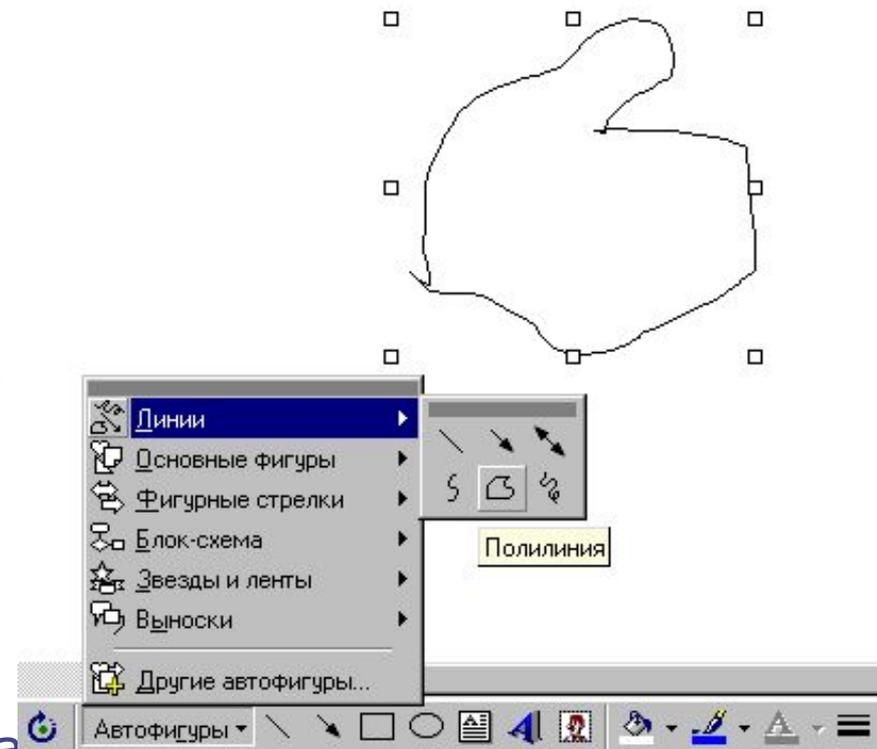 Линии
Основные фигуры
Фигурные стрелки
Блок-схема
Звезды и ленты
Выноски
Полилиния
Другие автофигуры...
а
Автофигуры